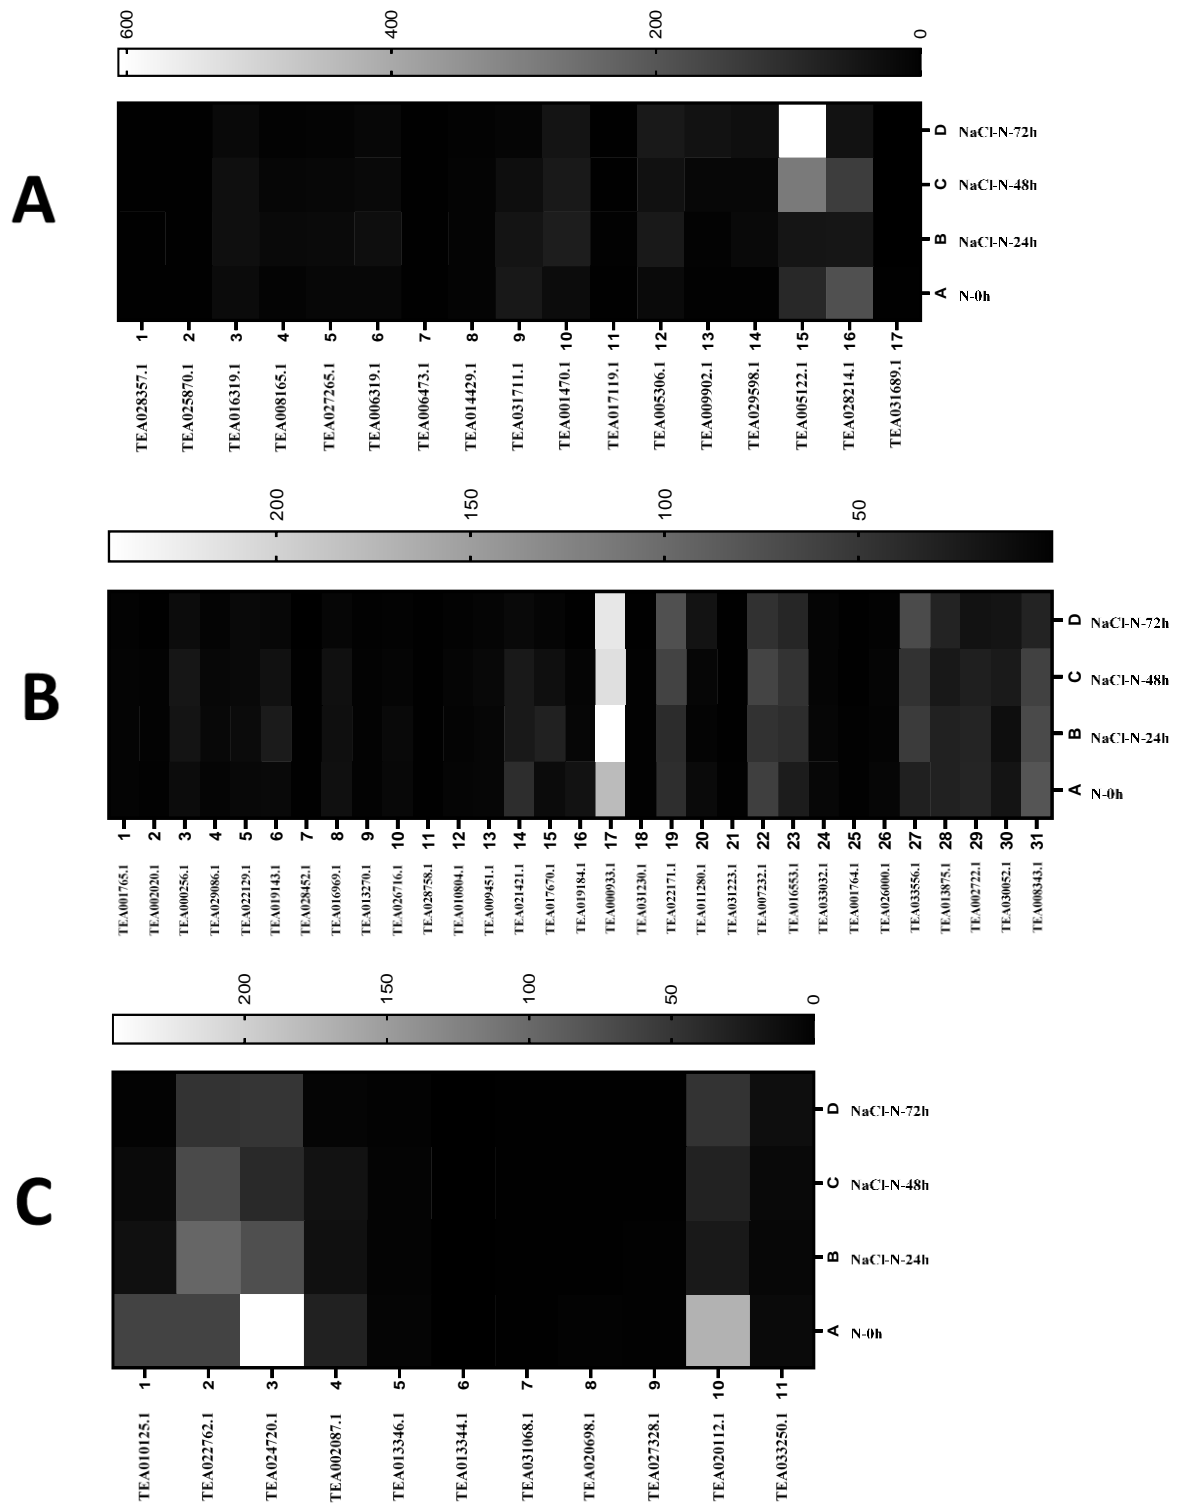 600 400 200 0
A
D NaCl-N-72h
C NaCl-N-48h
B NaCl-N-24h
A N-0h
1 2 3 4 5 6 7 8 9 10 11 12 13 14 15 16 17
TEA028357.1 TEA025870.1 TEA016319.1 TEA008165.1 TEA027265.1 TEA006319.1 TEA006473.1 TEA014429.1 TEA031711.1 TEA001470.1 TEA017119.1 TEA005306.1 TEA009902.1 TEA029598.1 TEA005122.1 TEA028214.1 TEA031689.1
200 150 100 50
B
D NaCl-N-72h
C NaCl-N-48h
B NaCl-N-24h
A N-0h
1 2 3 4 5 6 7 8 9 10 11 12 13 14 15 16 17 18 19 20 21 22 23 24 25 26 27 28 29 30 31
TEA001765.1 TEA002020.1 TEA000256.1 TEA029086.1 TEA022129.1 TEA019143.1 TEA028452.1 TEA016969.1 TEA013270.1 TEA026716.1 TEA028758.1 TEA010804.1 TEA009451.1 TEA021421.1 TEA017670.1 TEA019184.1 TEA000933.1 TEA031230.1 TEA022171.1 TEA011280.1 TEA031223.1 TEA007232.1 TEA016553.1 TEA033032.1 TEA001764.1 TEA026000.1 TEA033556.1 TEA013875.1 TEA002722.1 TEA030052.1 TEA008343.1
200 150 100 50 0
C
D NaCl-N-72h
C NaCl-N-48h
B NaCl-N-24h
A N-0h
1 2 3 4 5 6 7 8 9 10 11
TEA010125.1 TEA022762.1 TEA024720.1 TEA002087.1 TEA013346.1 TEA013344.1 TEA031068.1 TEA020698.1 TEA027328.1 TEA020112.1 TEA033250.1